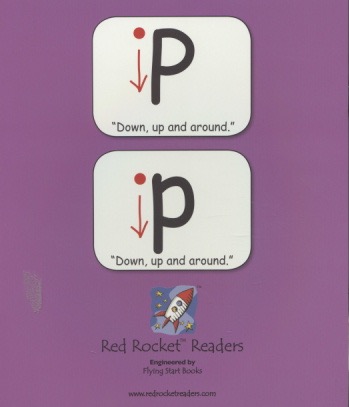 P
“Down, up and around.”
p
“Down, up and around.”
Red Rocket™ Readers
Engineered by
Flying Start Books
www.redrocketreaders.com